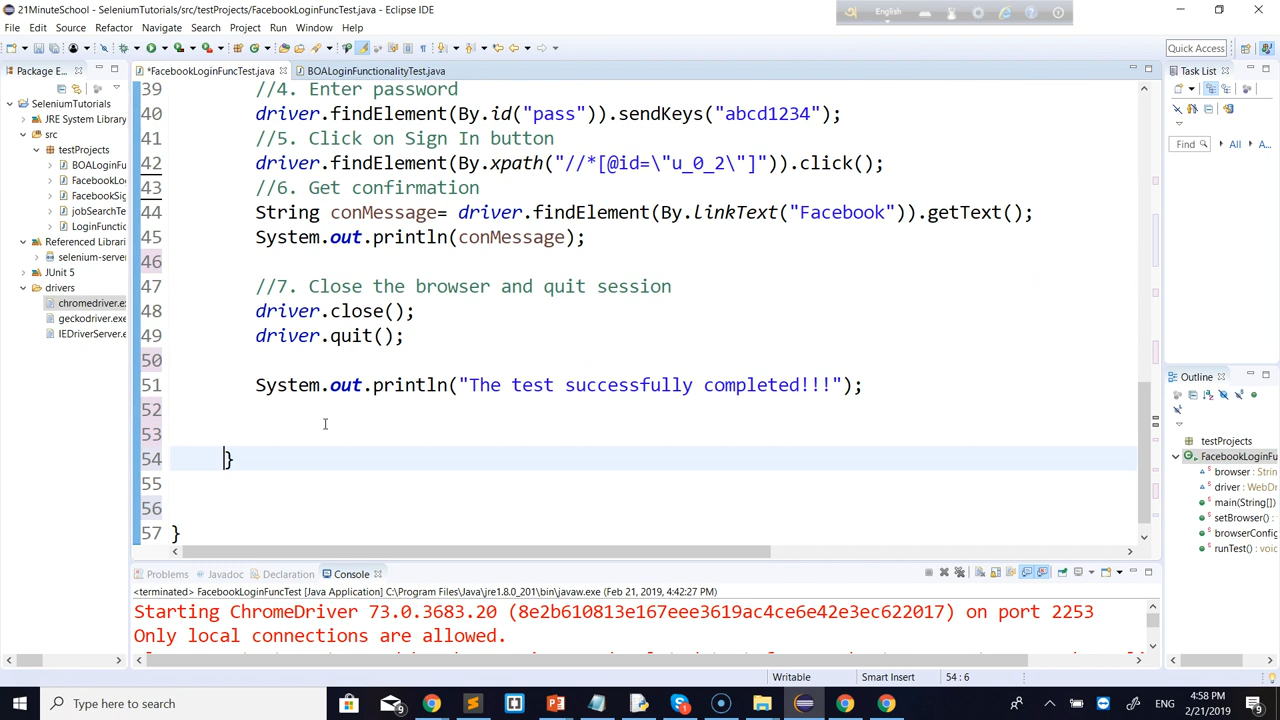 21MinuteSchool - SeleniumTutorials/src/testProjects/FacebookLoginFuncTest.java - Eclipse IDE
English
File Edit Source Refactor Navigate Search Project Run Window Help
Quick Access
Package E...
*FacebookLoginFuncTest.java
BOALoginFunctionalityTest.java
Task List
SeleniumTutorials
JRE System Library
src
testProjects
BOALoginFu
FacebookLo
FacebookSig
jobSearchTe
LoginFunctio
Referenced Librari
selenium-server
JUnit 5
drivers
chromedriver.ex
geckodriver.exe
IEDriverServer.e
39 //4. Enter password
40 driver.findElement(By.id("pass")).sendKeys("abcd1234");
41 //5. Click on Sign In button
42 driver.findElement(By.xpath("//*[@id=\"u_0_2\"]")).click();
43 //6. Get confirmation
44 String conMessage= driver.findElement(By.linkText("Facebook")).getText();
45 System.out.println(conMessage);
46
47 //7. Close the browser and quit session
48 driver.close();
49 driver.quit();
50
51 System.out.println("The test successfully completed!!!");
52
53
54 }
55
56
57 }
Find All A...
Outline
testProjects
FacebookLoginFu
browser : Strin
driver : WebDr
main(String[])
setBrowser() :
browserConfig
runTest() : voic
Problems Javadoc Declaration Console
<terminated> FacebookLoginFuncTest [Java Application] C:\Program Files\Java\jre1.8.0_201\bin\javaw.exe (Feb 21, 2019, 4:42:27 PM)
Starting ChromeDriver 73.0.3683.20 (8e2b610813e167eee3619ac4ce6e42e3ec622017) on port 2253
Only local connections are allowed.
Writable Smart Insert 54 : 6
Type here to search
ENG
4:58 PM
2/21/2019